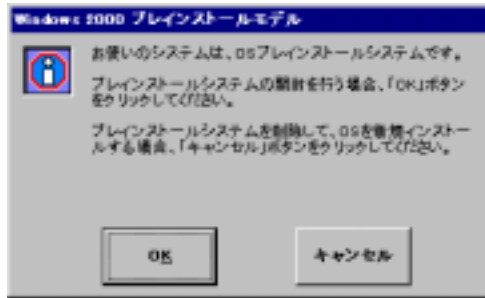 Windows 2000 プレインストールモデル
お使いのシステムは、OSプレインストールシステムです。
プレインストールシステムの開封を行う場合、「OK」ボタン
をクリックしてください。
プレインストールシステムを削除して、OSを新規インストー
ルする場合、「キャンセル」ボタンをクリックしてください。
OK
キャンセル